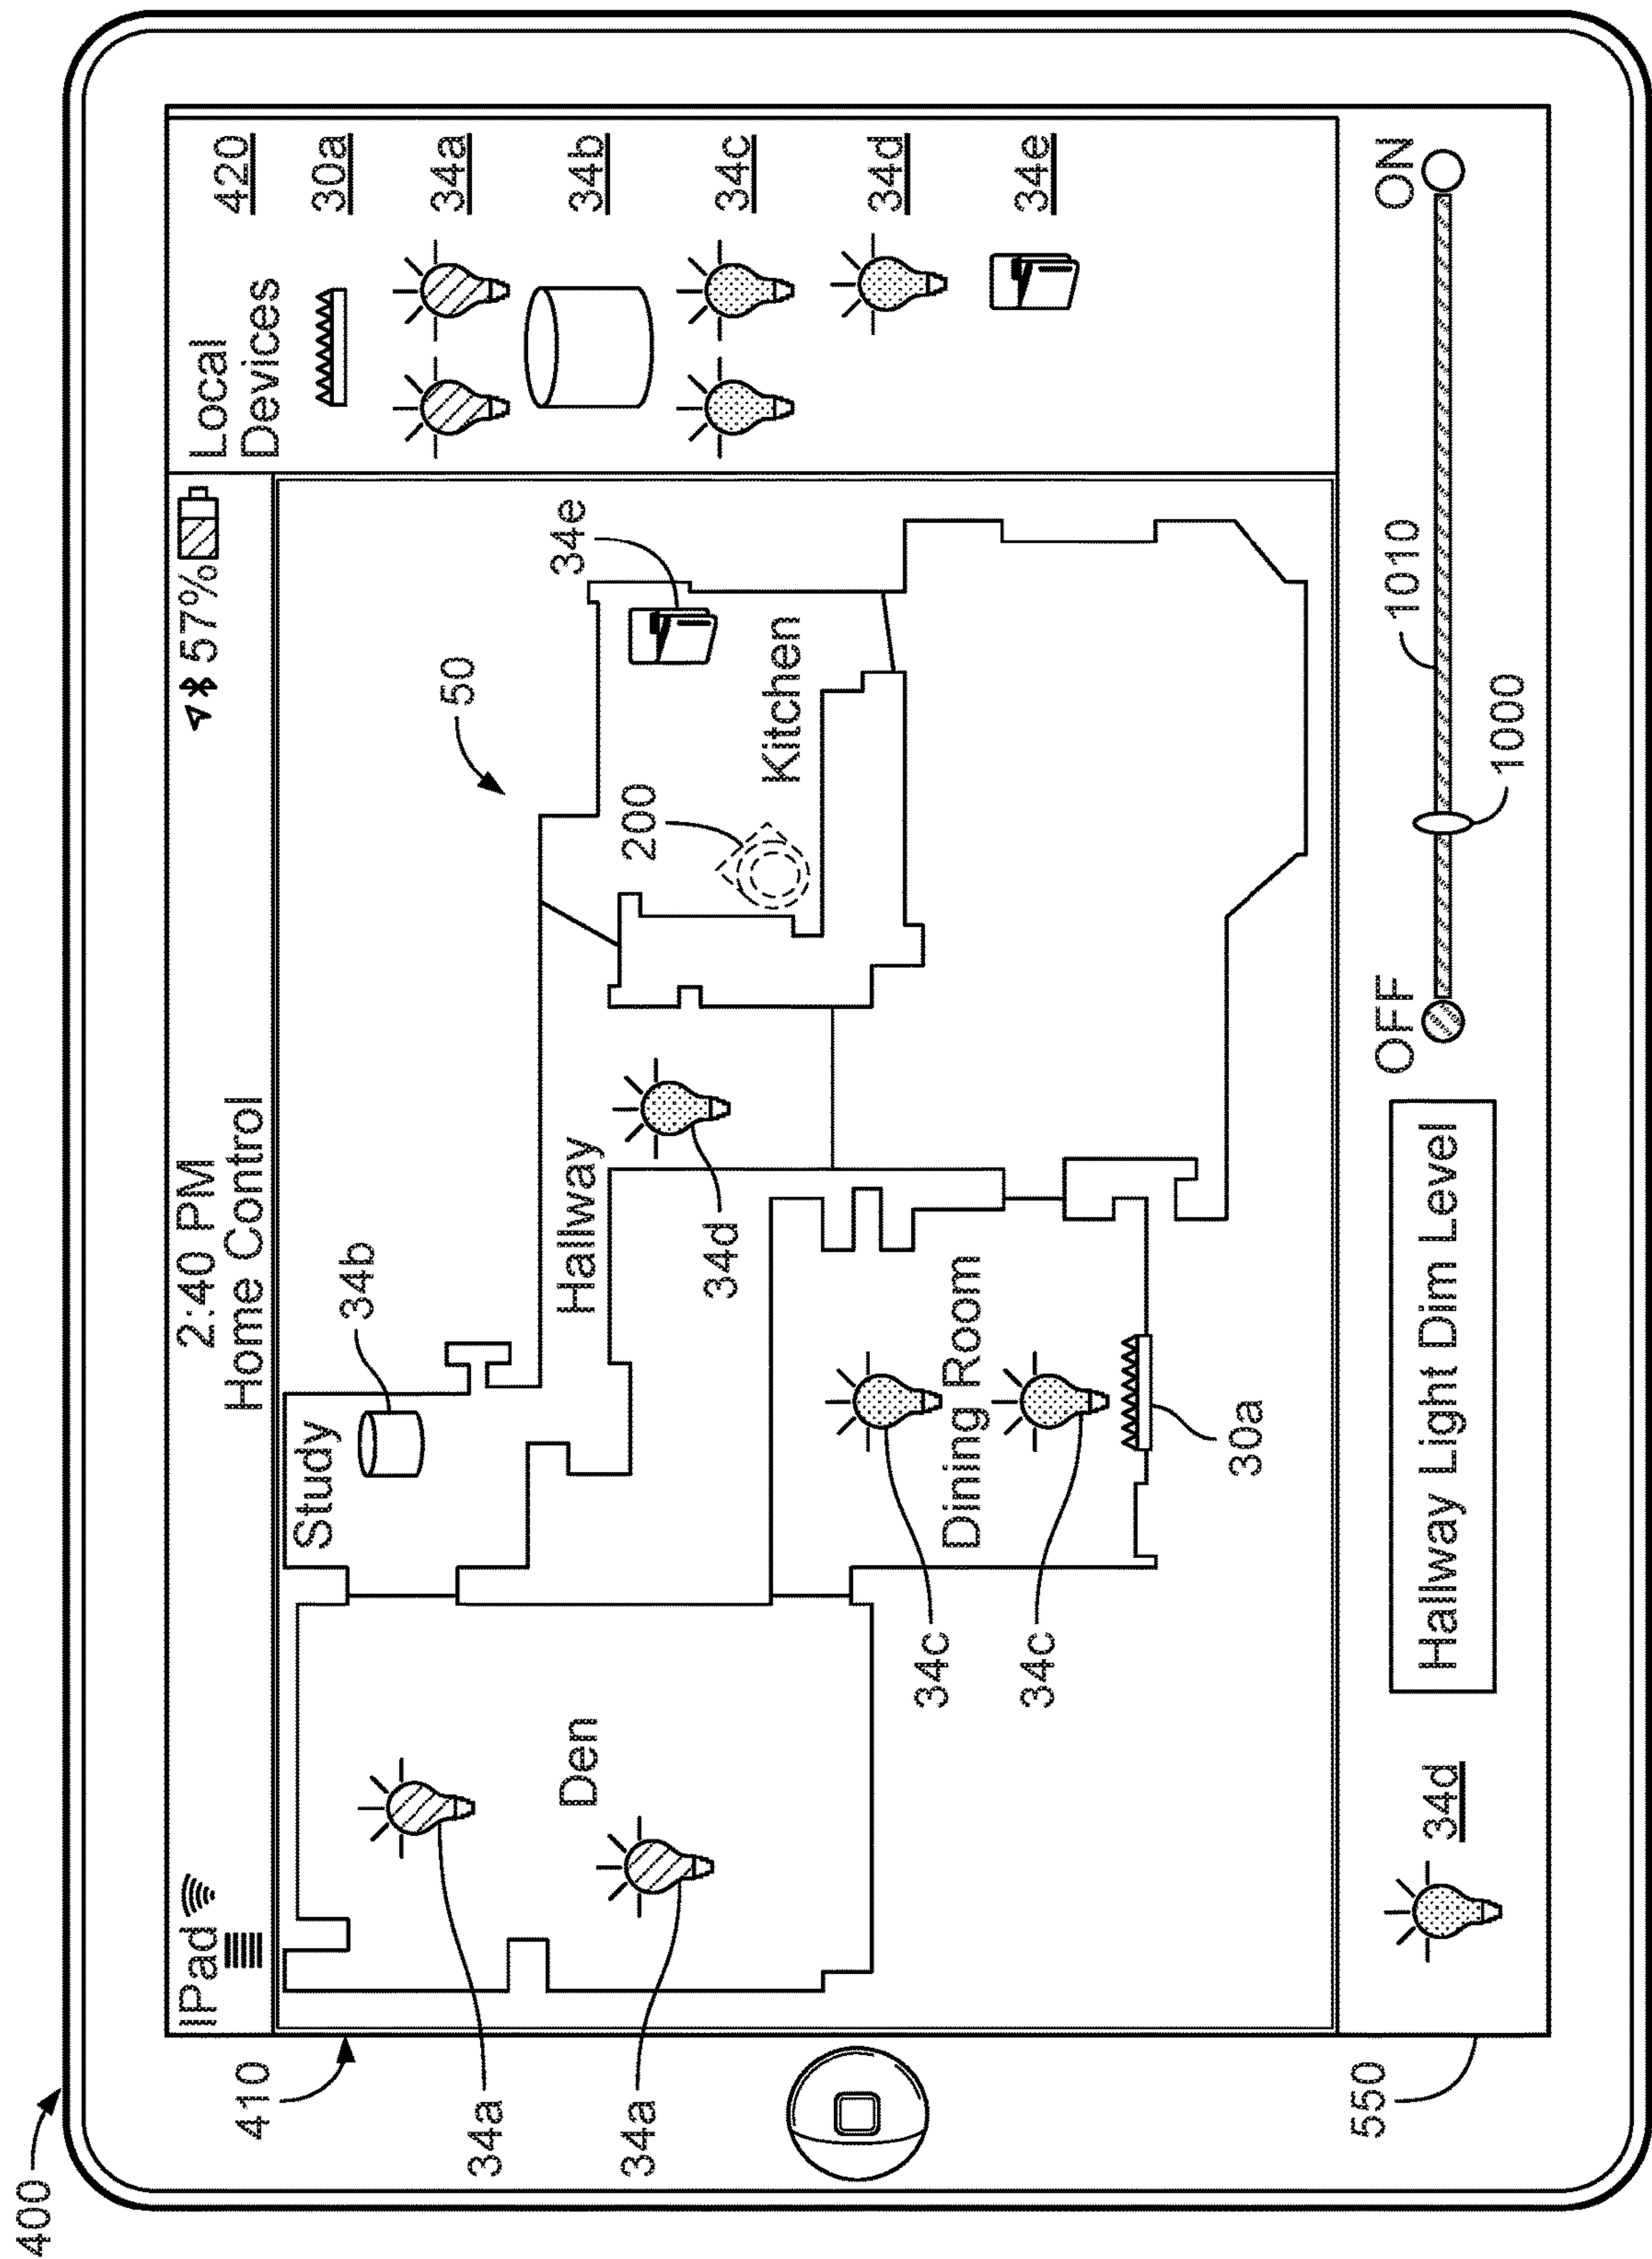 400
410
iPad
2:40 PM
57%
Home Control
Local
Devices
420
30a
34a
34b
34c
34d
34e
Study
34b
50
34e
Hallway
200
Kitchen
34d
Den
34a
34a
Dining Room
34c
34c
30a
550
34d
Hallway Light Dim Level
OFF
ON
1010
1000